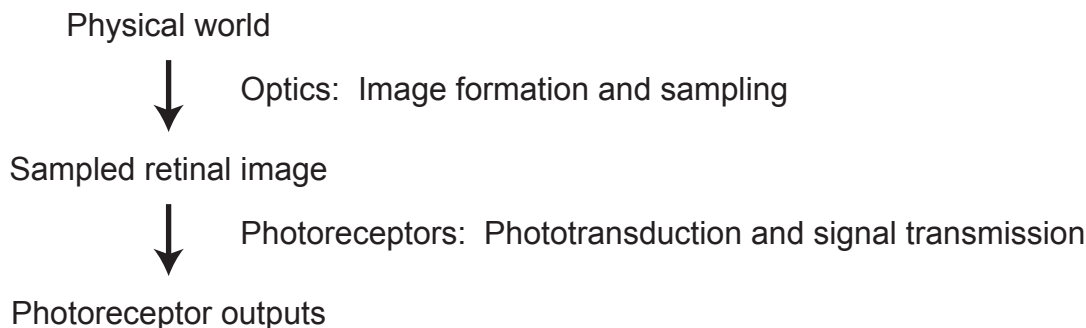 Physical world
Optics: Image formation and sampling
Sampled retinal image
Photoreceptors: Phototransduction and signal transmission
Photoreceptor outputs